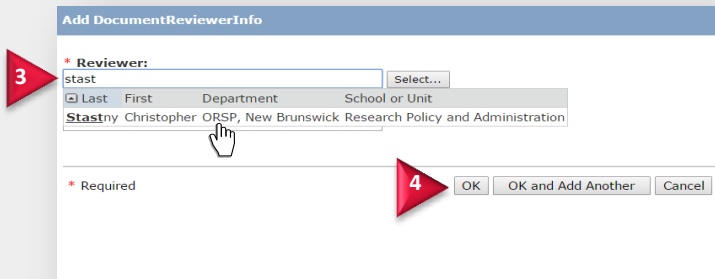 Add DocumentReviewerInfo
* Reviewer:
3
stast Select...
Last First Department School or Unit
Stastny Christopher ORSP, New Brunswick Research Policy and Administration
* Required 4 OK OK and Add Another Cancel